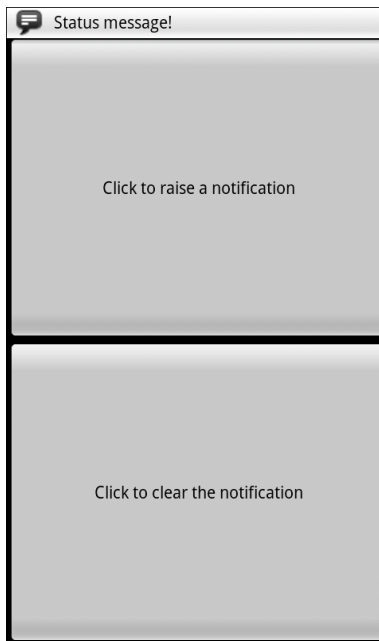 Status message!
Click to raise a notification
Click to clear the notification